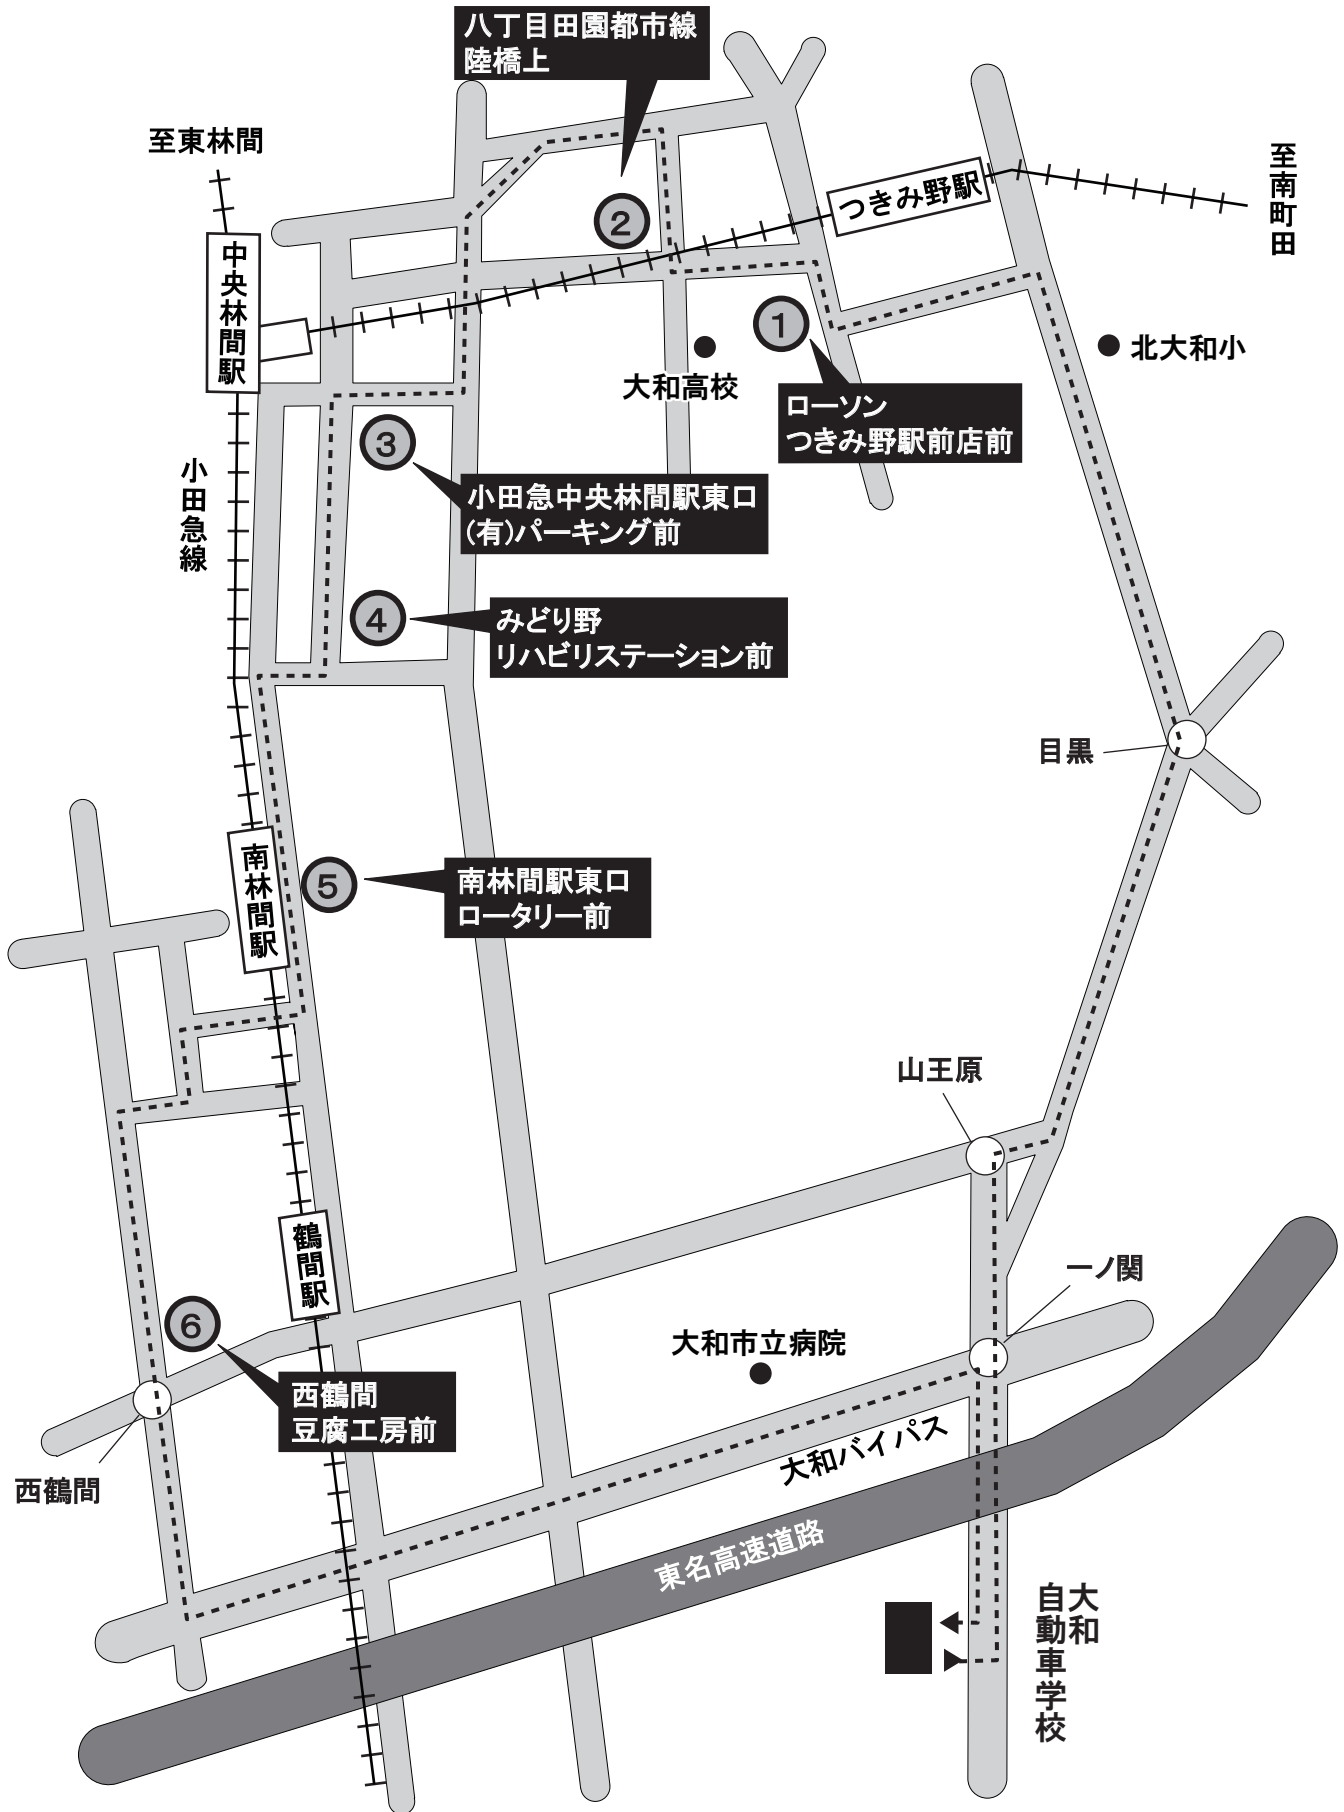 八丁目田園都市線
陸橋上
至東林間
至南町田
つきみ野駅
中央林間駅
2
1
北大和小
大和高校
ローソン
つきみ野駅前店前
3
小田急線
小田急中央林間駅東口
(有)パーキング前
4
みどり野
リハビリステーション前
目黒
南林間駅
5
南林間駅東口
ロータリー前
山王原
鶴間駅
一ノ関
6
大和市立病院
西鶴間
豆腐工房前
大和バイパス
西鶴間
東名高速道路
大和
自動車学校